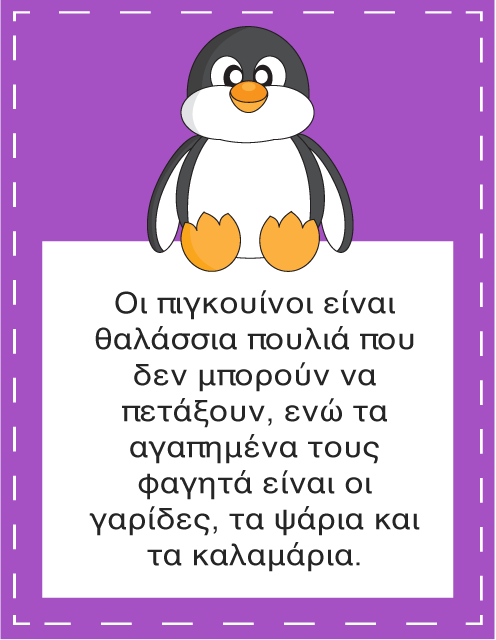 Οι πιγκουίνοι είναι
θαλάσσια πουλιά που
δεν μπορούν να
πετάξουν, ενώ τα
αγαπημένα τους
φαγητά είναι οι
γαρίδες, τα ψάρια και
τα καλαμάρια.